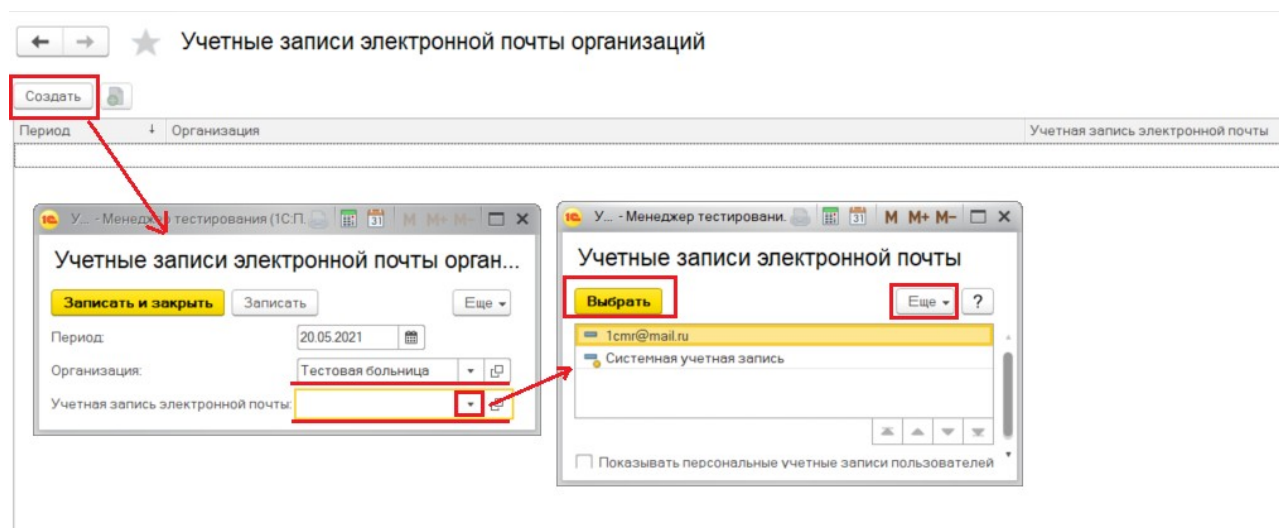 Учетные записи электронной почты организаций
Создать
Период Организация Учетная запись электронной почты
У... - Менеджер тестирования (1С:П. 31 M M+ M-
Учетные записи электронной почты орган...
Записать и закрыть Записать Еще
Период: 20.05.2021
Организация: Тестовая больница
Учетная запись электронной почты:
У... - Менеджер тестировани. 31 M M+ M-
Учетные записи электронной почты
Выбрать Еще ?
1cmr@mail.ru
Системная учетная запись
Показывать персональные учетные записи пользователей